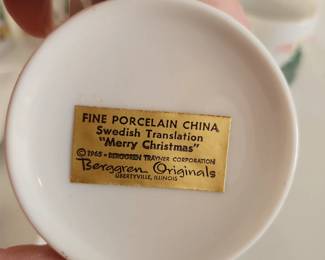 FINE PORCELAIN CHINA
Swedish Translation
"Merry Christmas"
© 1965 - BERGGREN TRAYNER CORPORATION
Berggren Originals
LIBERTYVILLE, ILLINOIS